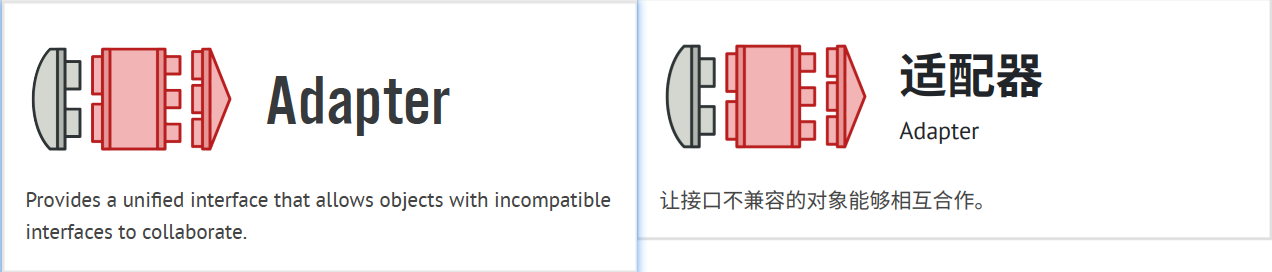 Adapter
Provides a unified interface that allows objects with incompatible
interfaces to collaborate.
适配器
Adapter
让接口不兼容的对象能够相互合作。